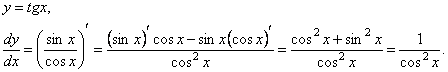 y = tgx,
dy/dx = (sin x / cos x)′ = ((sin x)′ cos x − sin x(cos x)′) / cos² x = (cos² x + sin² x) / cos² x = 1 / cos² x.